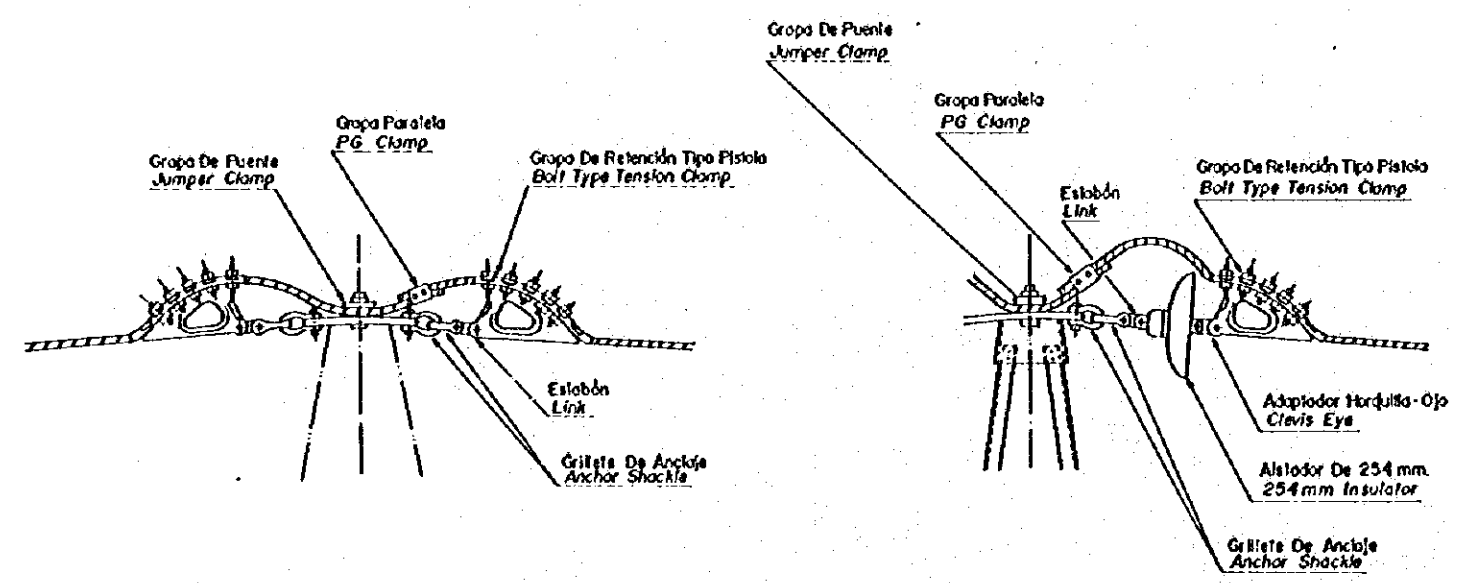 Grapa De Puente
Jumper Clamp
Grapa Paralela
PG Clamp
Grapa De Retención Tipo Pistola
Bolt Type Tension Clamp
Eslabón
Link
Grillete De Anclaje
Anchor Shackle
Grapa De Puente
Jumper Clamp
Grapa Paralela
PG Clamp
Eslabón
Link
Grapa De Retención Tipo Pistola
Bolt Type Tension Clamp
Adaptador Horquilla-Ojo
Clevis Eye
Aislador De 254 mm.
254 mm Insulator
Grillete De Anclaje
Anchor Shackle